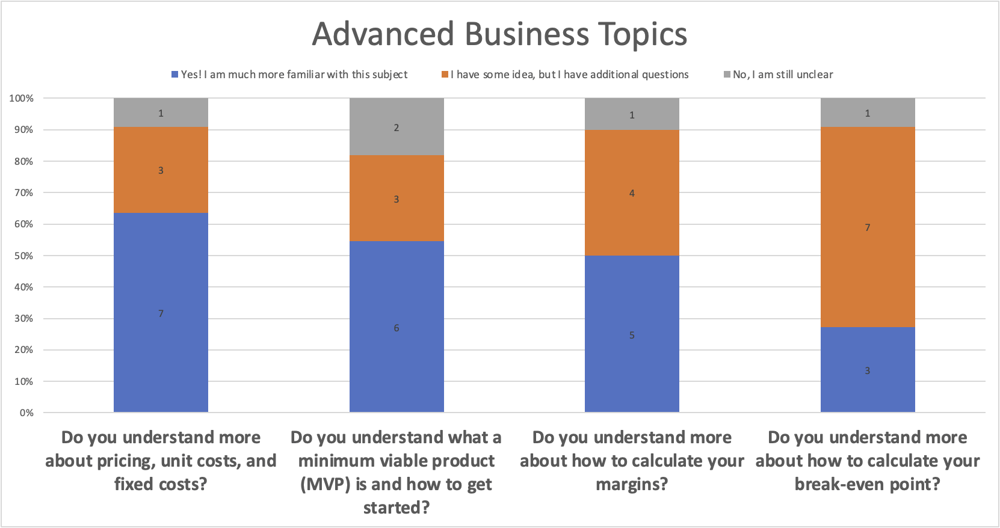 Advanced Business Topics
Yes! I am much more familiar with this subject
I have some idea, but I have additional questions
No, I am still unclear
100%
90%
80%
70%
60%
50%
40%
30%
20%
10%
0%
1
3
7
2
3
6
1
4
5
1
7
3
Do you understand more
about pricing, unit costs, and
fixed costs?
Do you understand what a
minimum viable product
(MVP) is and how to get
started?
Do you understand more
about how to calculate your
margins?
Do you understand more
about how to calculate your
break-even point?